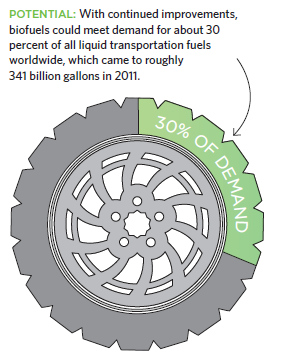 POTENTIAL: With continued improvements,
biofuels could meet demand for about 30
percent of all liquid transportation fuels
worldwide, which came to roughly
341 billion gallons in 2011.
30% OF DEMAND